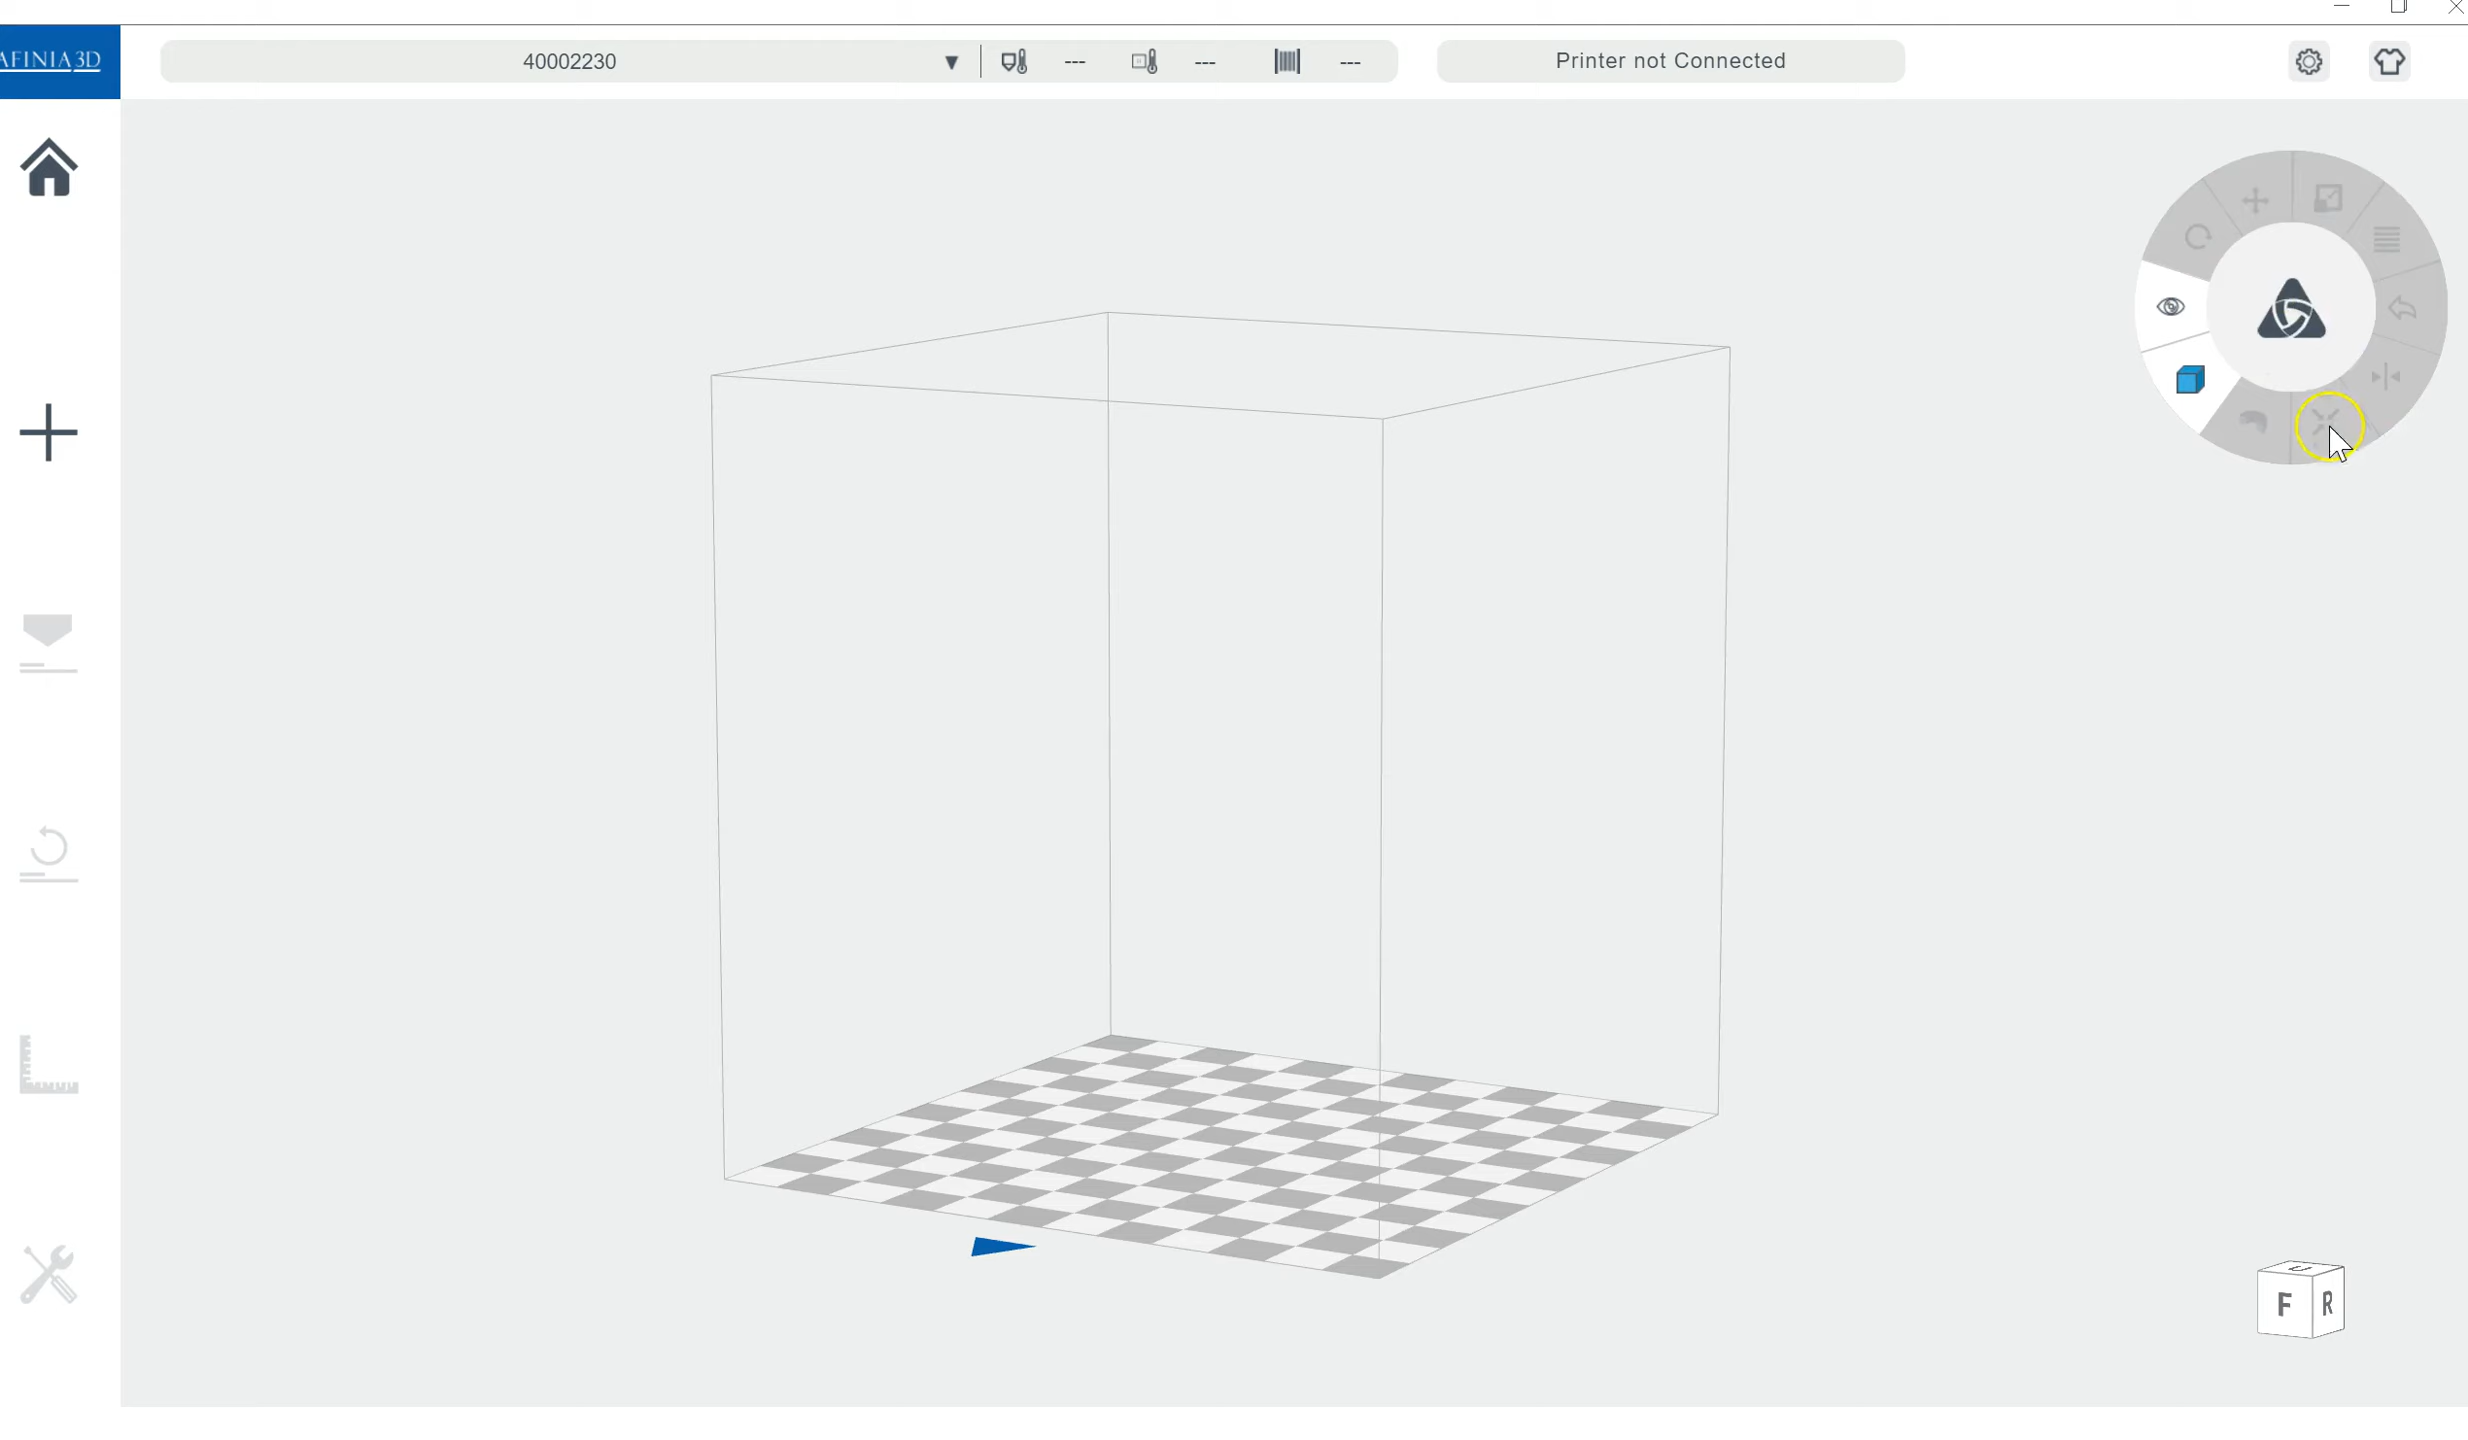 AFINIA3D
40002230
---
---
---
Printer not Connected
U
F
R